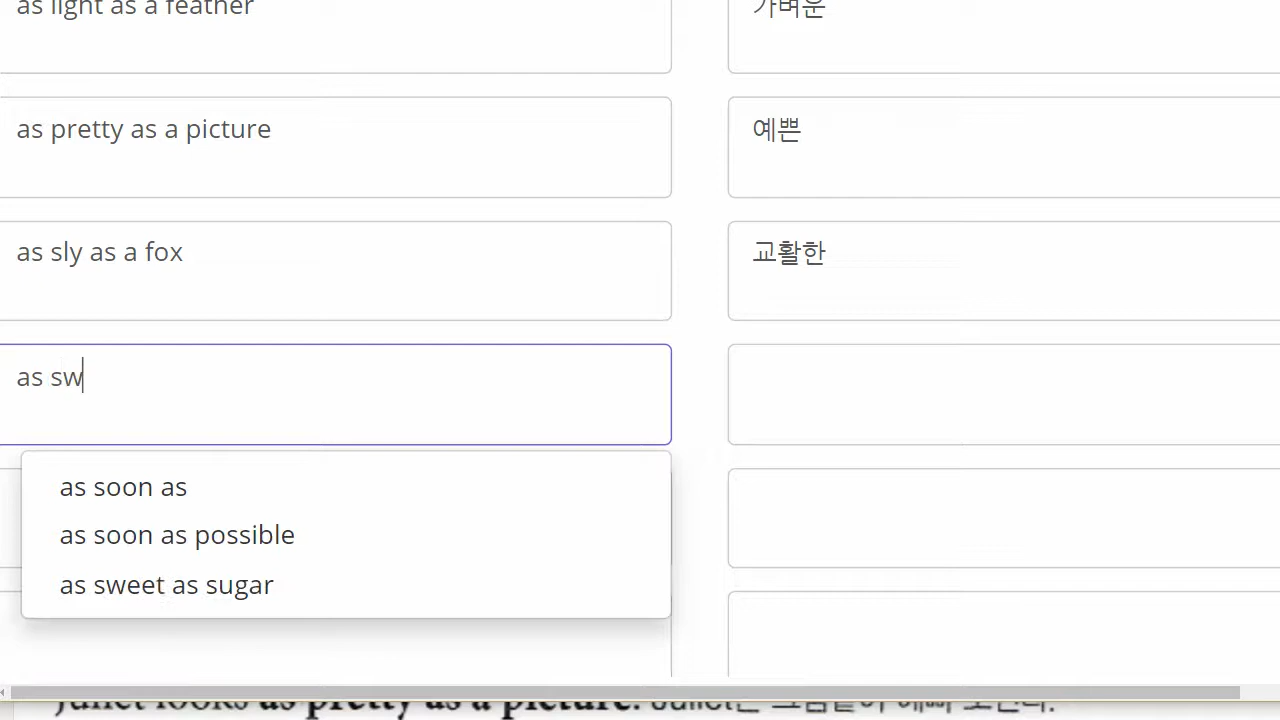 as light as a feather 가벼운
as pretty as a picture 예쁜
as sly as a fox 교활한
as sw
as soon as
as soon as possible
as sweet as sugar
Juliet looks as pretty as a picture.